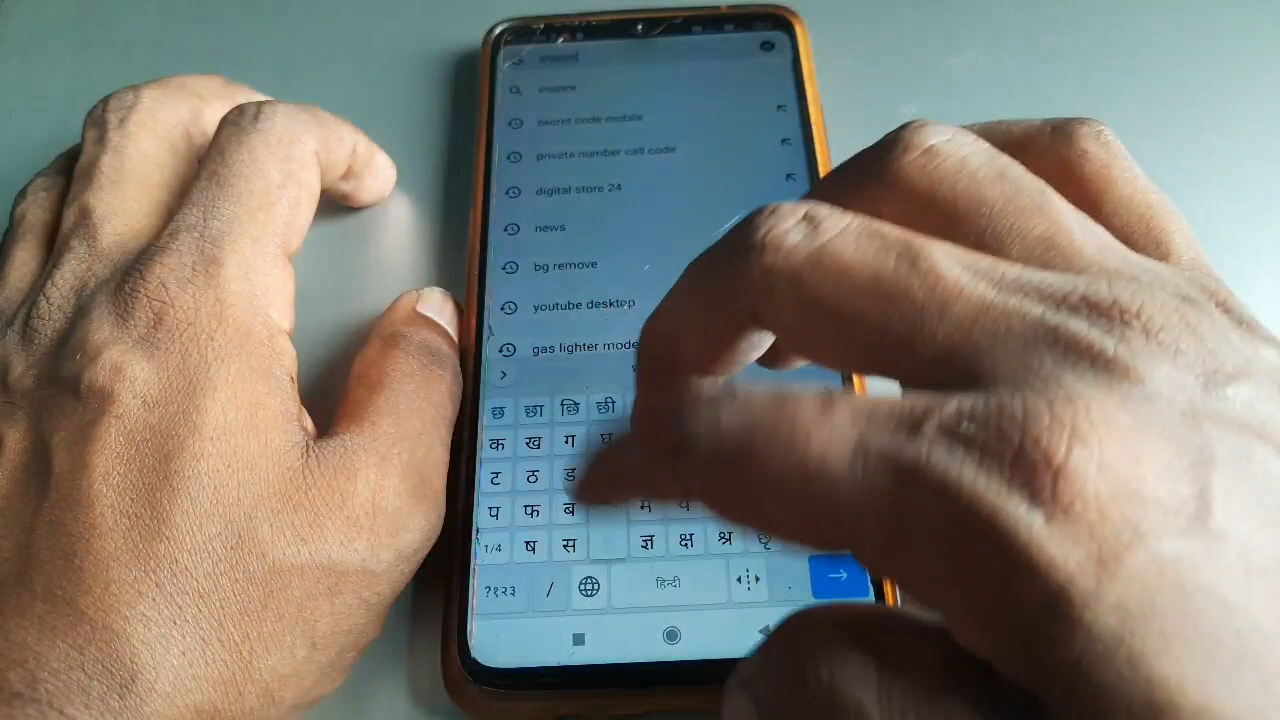 secret code mobile
private number call code
digital store 24
news
bg remove
youtube desktop
gas lighter mode
छ छा छि छी
क ख ग घ
ट ठ ड
प फ ब म
1/4 ष स ज्ञ क्ष श्र छृ
?१२३ / हिन्दी .